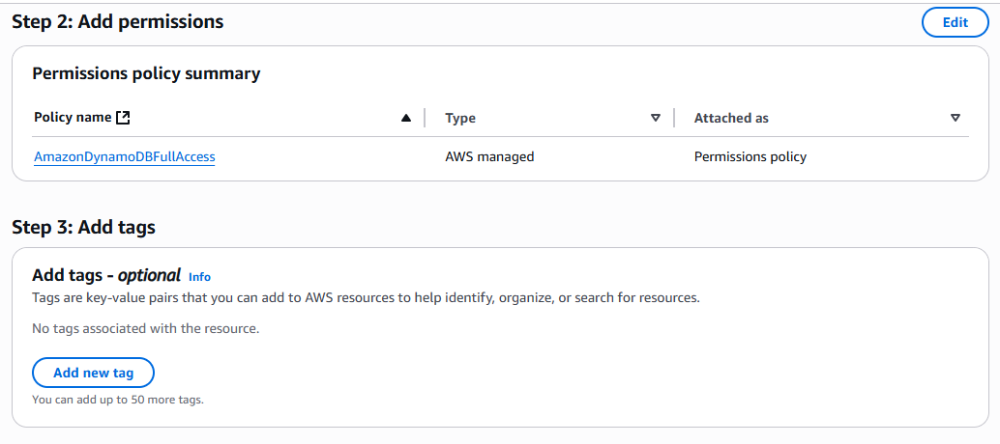 Step 2: Add permissions
Edit
Permissions policy summary
Policy name Type Attached as
AmazonDynamoDBFullAccess AWS managed Permissions policy
Step 3: Add tags
Add tags - optional Info
Tags are key-value pairs that you can add to AWS resources to help identify, organize, or search for resources.
No tags associated with the resource.
Add new tag
You can add up to 50 more tags.